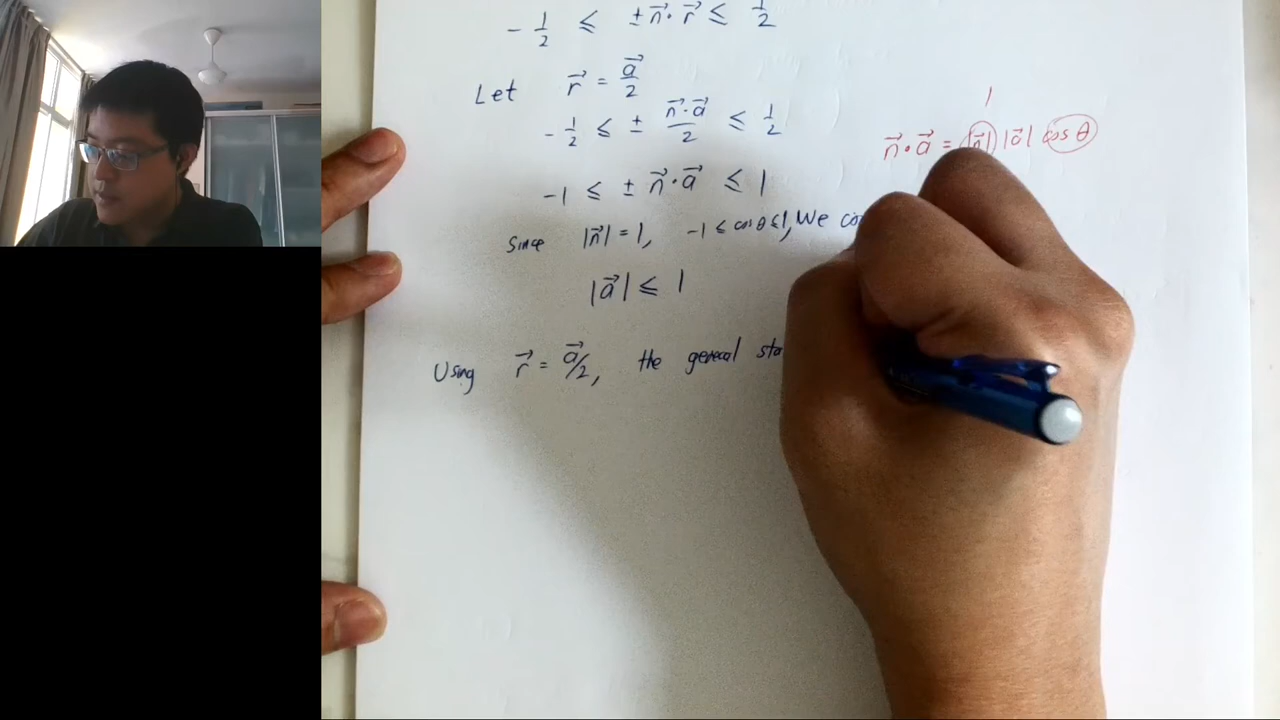 - 1/2 ≤ ± n⃗ · r⃗ ≤ 1/2
Let r⃗ = a⃗/2
- 1/2 ≤ ± n⃗ · a⃗/2 ≤ 1/2
1
n⃗ · a⃗ = |n⃗| |a⃗| cos θ
-1 ≤ ± n⃗ · a⃗ ≤ 1
Since |n⃗| = 1, -1 ≤ cos θ ≤ 1, We
|a⃗| ≤ 1
Using r⃗ = a⃗/2, the general